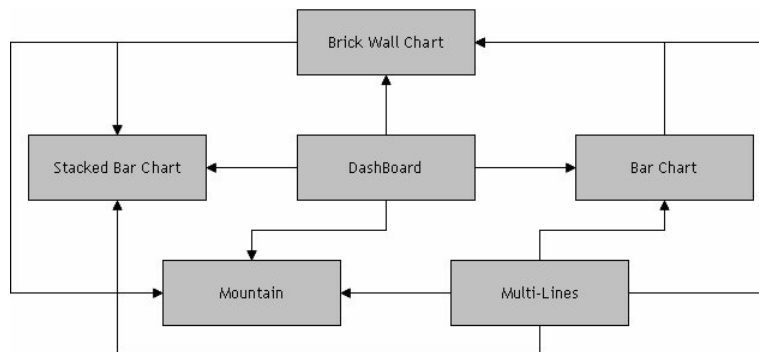 Brick Wall Chart
Stacked Bar Chart
DashBoard
Bar Chart
Mountain
Multi-Lines